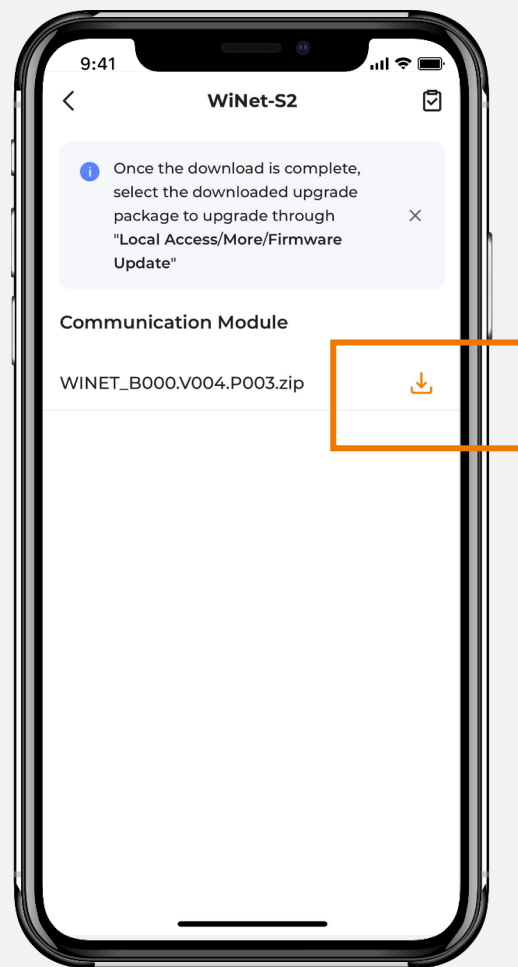 9:41
WiNet-S2
Once the download is complete,
select the downloaded upgrade
package to upgrade through
"Local Access/More/Firmware
Update"
Communication Module
WINET_B000.V004.P003.zip